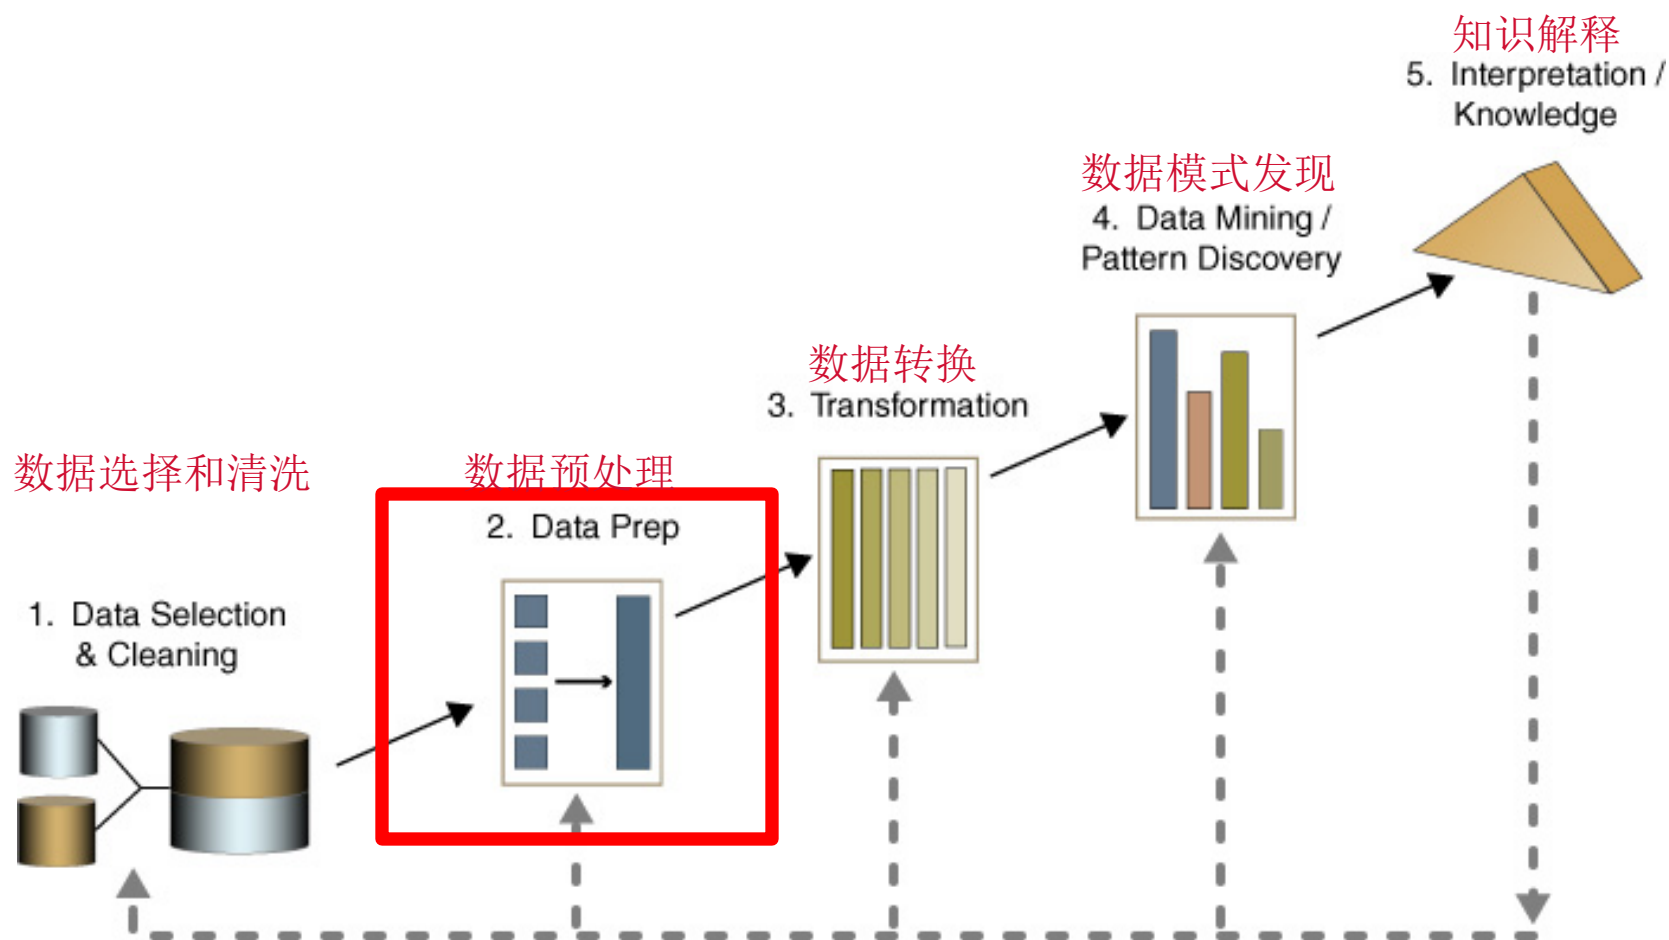 知识解释
5. Interpretation /
Knowledge
数据模式发现
4. Data Mining /
Pattern Discovery
数据转换
3. Transformation
数据预处理
2. Data Prep
数据选择和清洗
1. Data Selection
& Cleaning